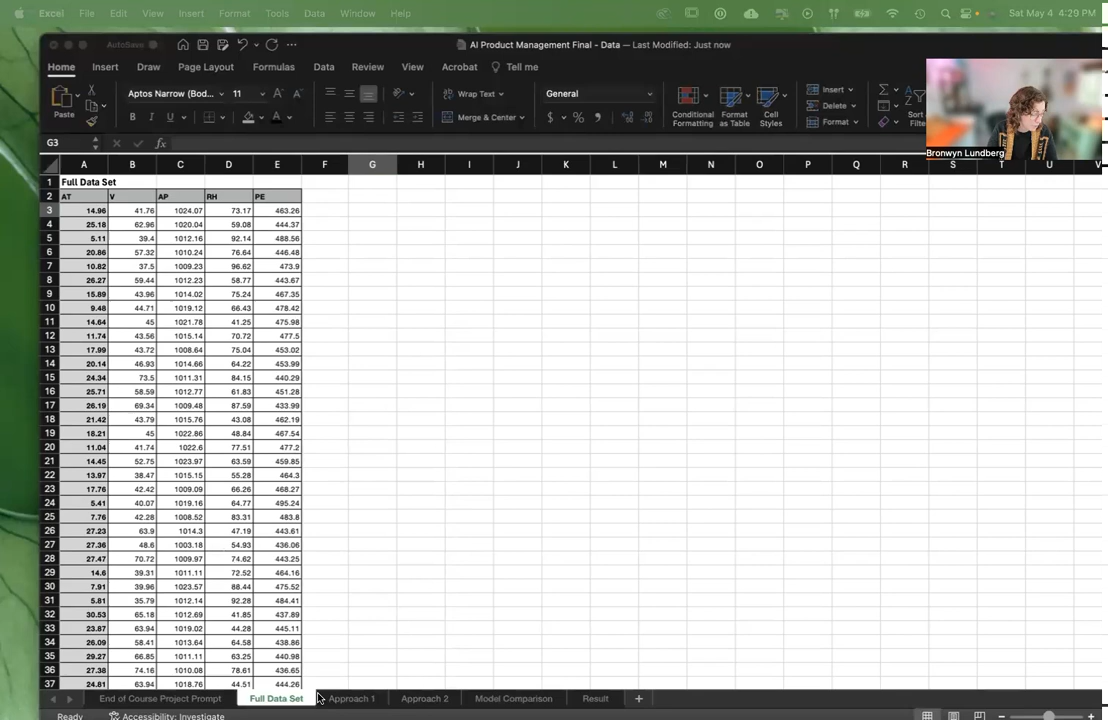 Excel File Edit View Insert Format Tools Data Window Help Sat May 4 4:29 PM
AutoSave AI Product Management Final - Data — Last Modified: Just now
Home Insert Draw Page Layout Formulas Data Review View Acrobat Tell me
Paste Aptos Narrow (Bod... 11 A A Wrap Text General Conditional Formatting Format as Table Cell Styles Insert Sort Filter
B I U A Merge & Center $ % Delete
Format
G3 fx
Bronwyn Lundberg
A B C D E F G H I J K L M N O P Q R S T U V
1 Full Data Set
2 AT V AP RH PE
3 14.96 41.76 1024.07 73.17 463.26
4 25.18 62.96 1020.04 59.08 444.37
5 5.11 39.4 1012.16 92.14 488.56
6 20.86 57.32 1010.24 76.64 446.48
7 10.82 37.5 1009.23 96.62 473.9
8 26.27 59.44 1012.23 58.77 443.67
9 15.89 43.96 1014.02 75.24 467.35
10 9.48 44.71 1019.12 66.43 478.42
11 14.64 45 1021.78 41.25 475.98
12 11.74 43.56 1015.14 70.72 477.5
13 17.99 43.72 1008.64 75.04 453.02
14 20.14 46.93 1014.66 64.22 453.99
15 24.34 73.5 1011.31 84.15 440.29
16 25.71 58.59 1012.77 61.83 451.28
17 26.19 69.34 1009.48 87.59 433.99
18 21.42 43.79 1015.76 43.08 462.19
19 18.21 45 1022.86 48.84 467.54
20 11.04 41.74 1022.6 77.51 477.2
21 14.45 52.75 1023.97 63.59 459.85
22 13.97 38.47 1015.15 55.28 464.3
23 17.76 42.42 1009.09 66.26 468.27
24 5.41 40.07 1019.16 64.77 495.24
25 7.76 42.28 1008.52 83.31 483.8
26 27.23 63.9 1014.3 47.19 443.61
27 27.36 48.6 1003.18 54.93 436.06
28 27.47 70.72 1009.97 74.62 443.25
29 14.6 39.31 1011.11 72.52 464.16
30 7.91 39.96 1023.57 88.44 475.52
31 5.81 35.79 1012.14 92.28 484.41
32 30.53 65.18 1012.69 41.85 437.89
33 23.87 63.94 1019.02 44.28 445.11
34 26.09 58.41 1013.64 64.58 438.86
35 29.27 66.85 1011.11 63.25 440.98
36 27.38 74.16 1010.08 78.61 436.65
37 24.81 63.94 1018.76 44.51 444.26
End of Course Project Prompt Full Data Set Approach 1 Approach 2 Model Comparison Result +
Ready Accessibility: Investigate